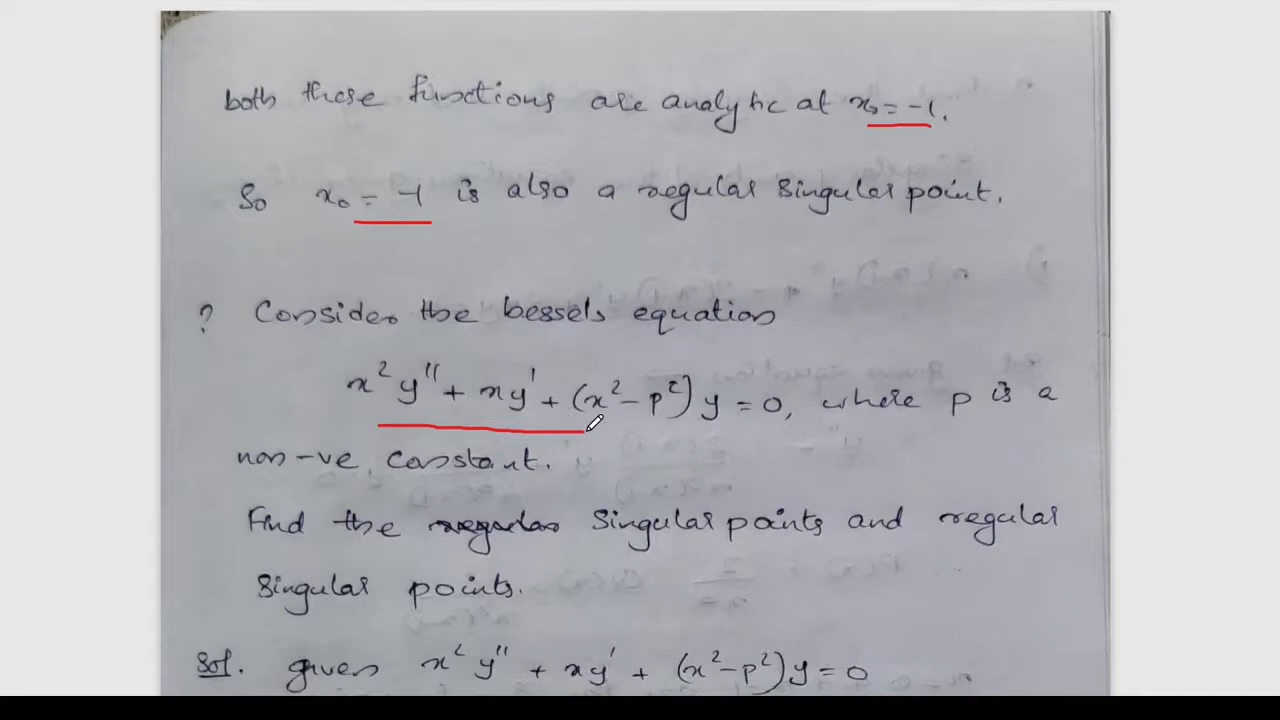 both these functions are analytic at x₀ = -1.
So x₀ = -1 is also a regular singular point.
? Consider the bessels equation
x² y'' + xy' + (x² - p²) y = 0, where p is a
non-ve constant.
Find the regular singular points and regular
singular points.
Sol. given x² y'' + xy' + (x² - p²) y = 0